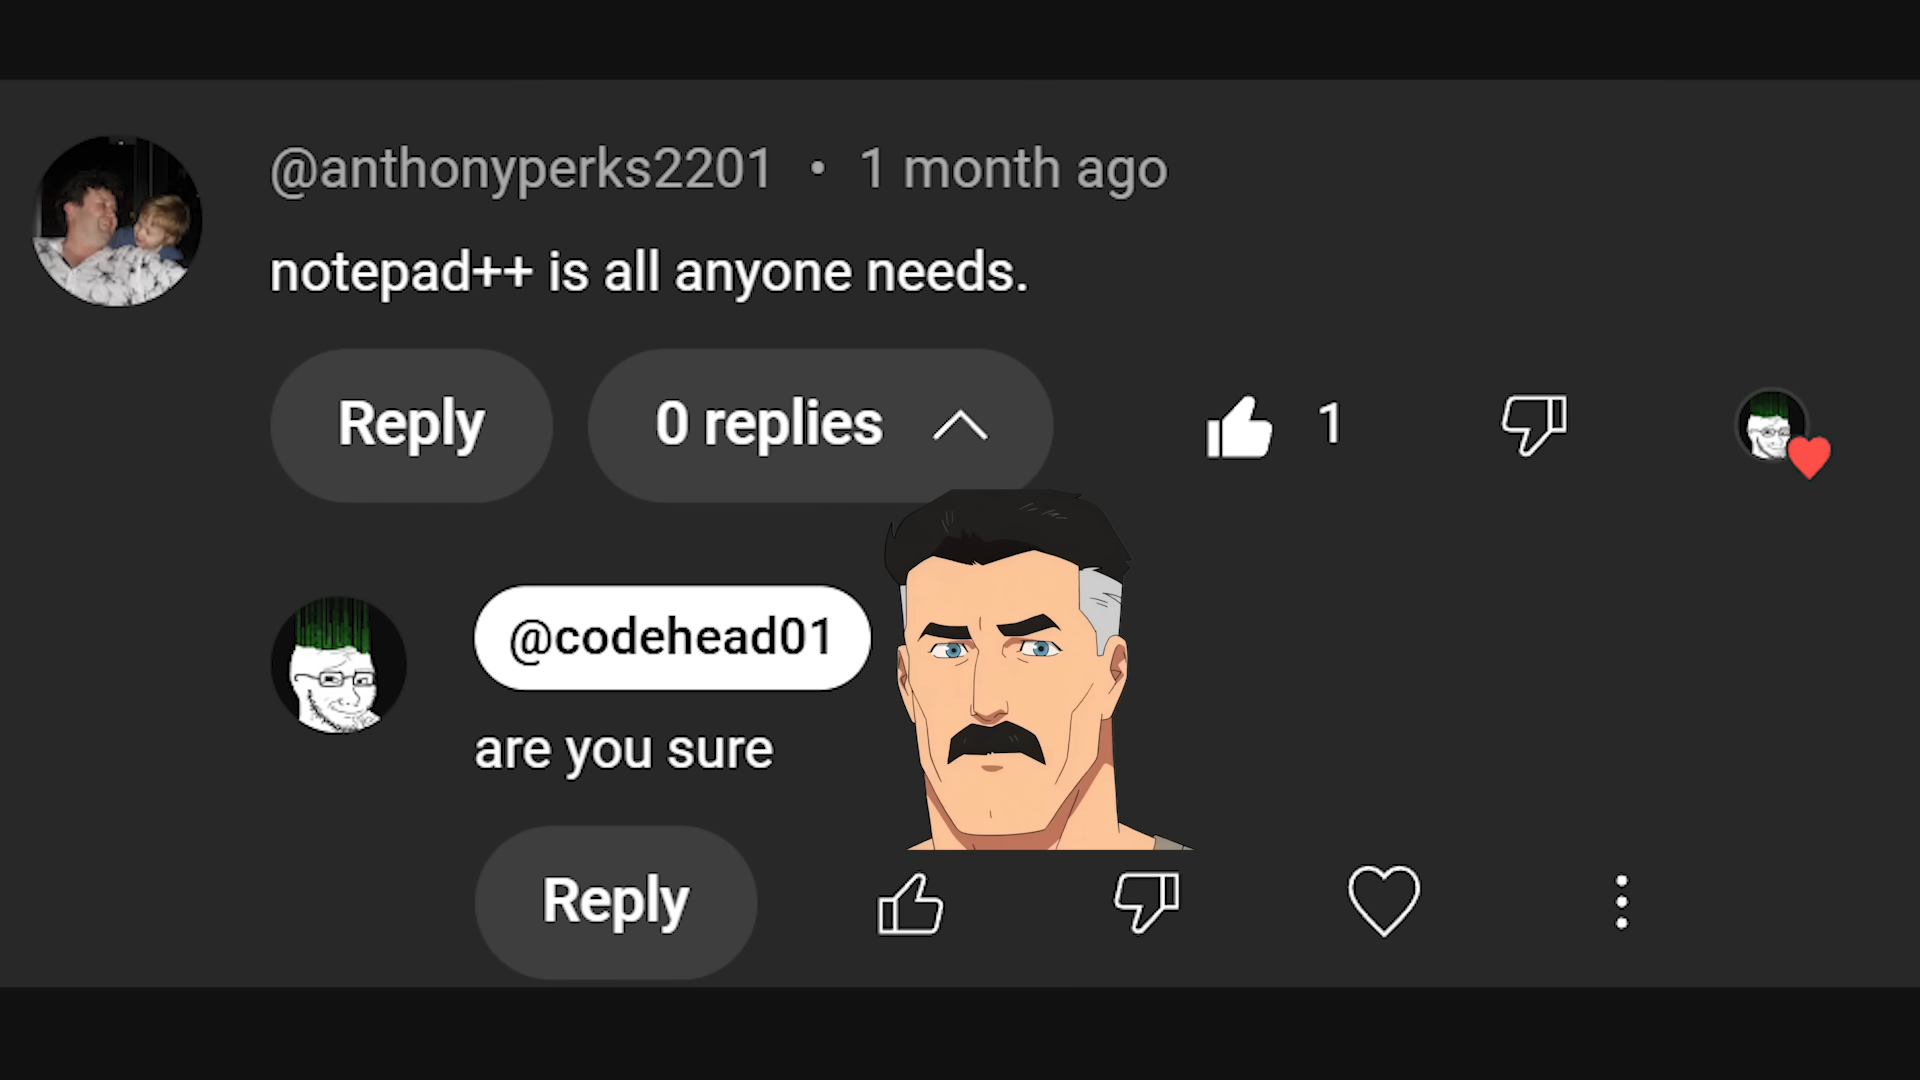 @anthonyperks2201 • 1 month ago
notepad++ is all anyone needs.
Reply
0 replies
1
@codehead01
are you sure
Reply